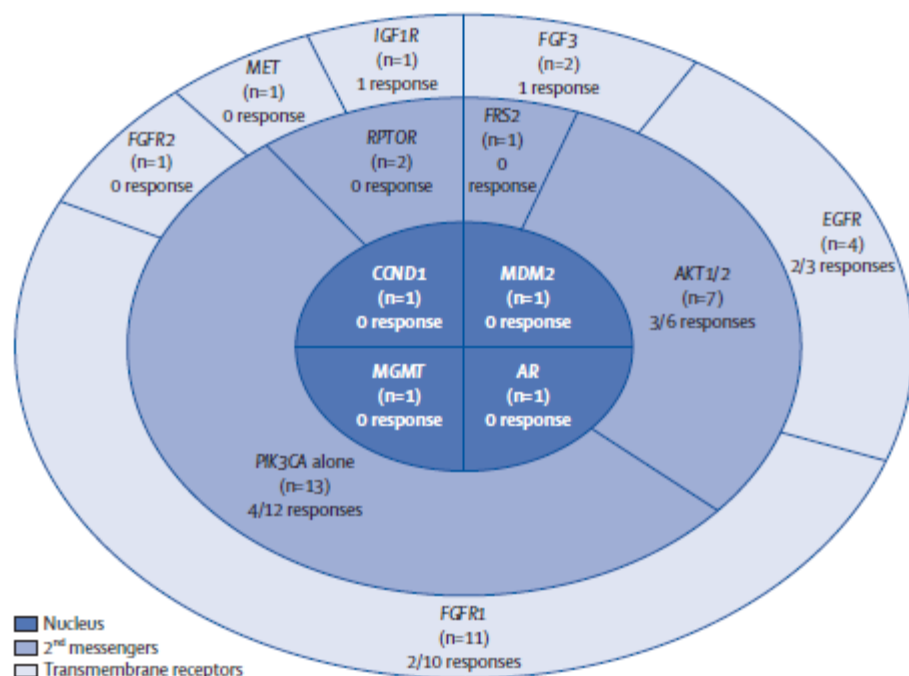 IGF1R
(n=1)
1 response
FGF3
(n=2)
1 response
MET
(n=1)
0 response
FGFR2
(n=1)
0 response
RPTOR
(n=2)
0 response
FRS2
(n=1)
0
response
EGFR
(n=4)
2/3 responses
AKT1/2
(n=7)
3/6 responses
CCND1
(n=1)
0 response
MDM2
(n=1)
0 response
MGMT
(n=1)
0 response
AR
(n=1)
0 response
PIK3CA alone
(n=13)
4/12 responses
FGFR1
(n=11)
2/10 responses
Nucleus
2nd messengers
Transmembrane receptors